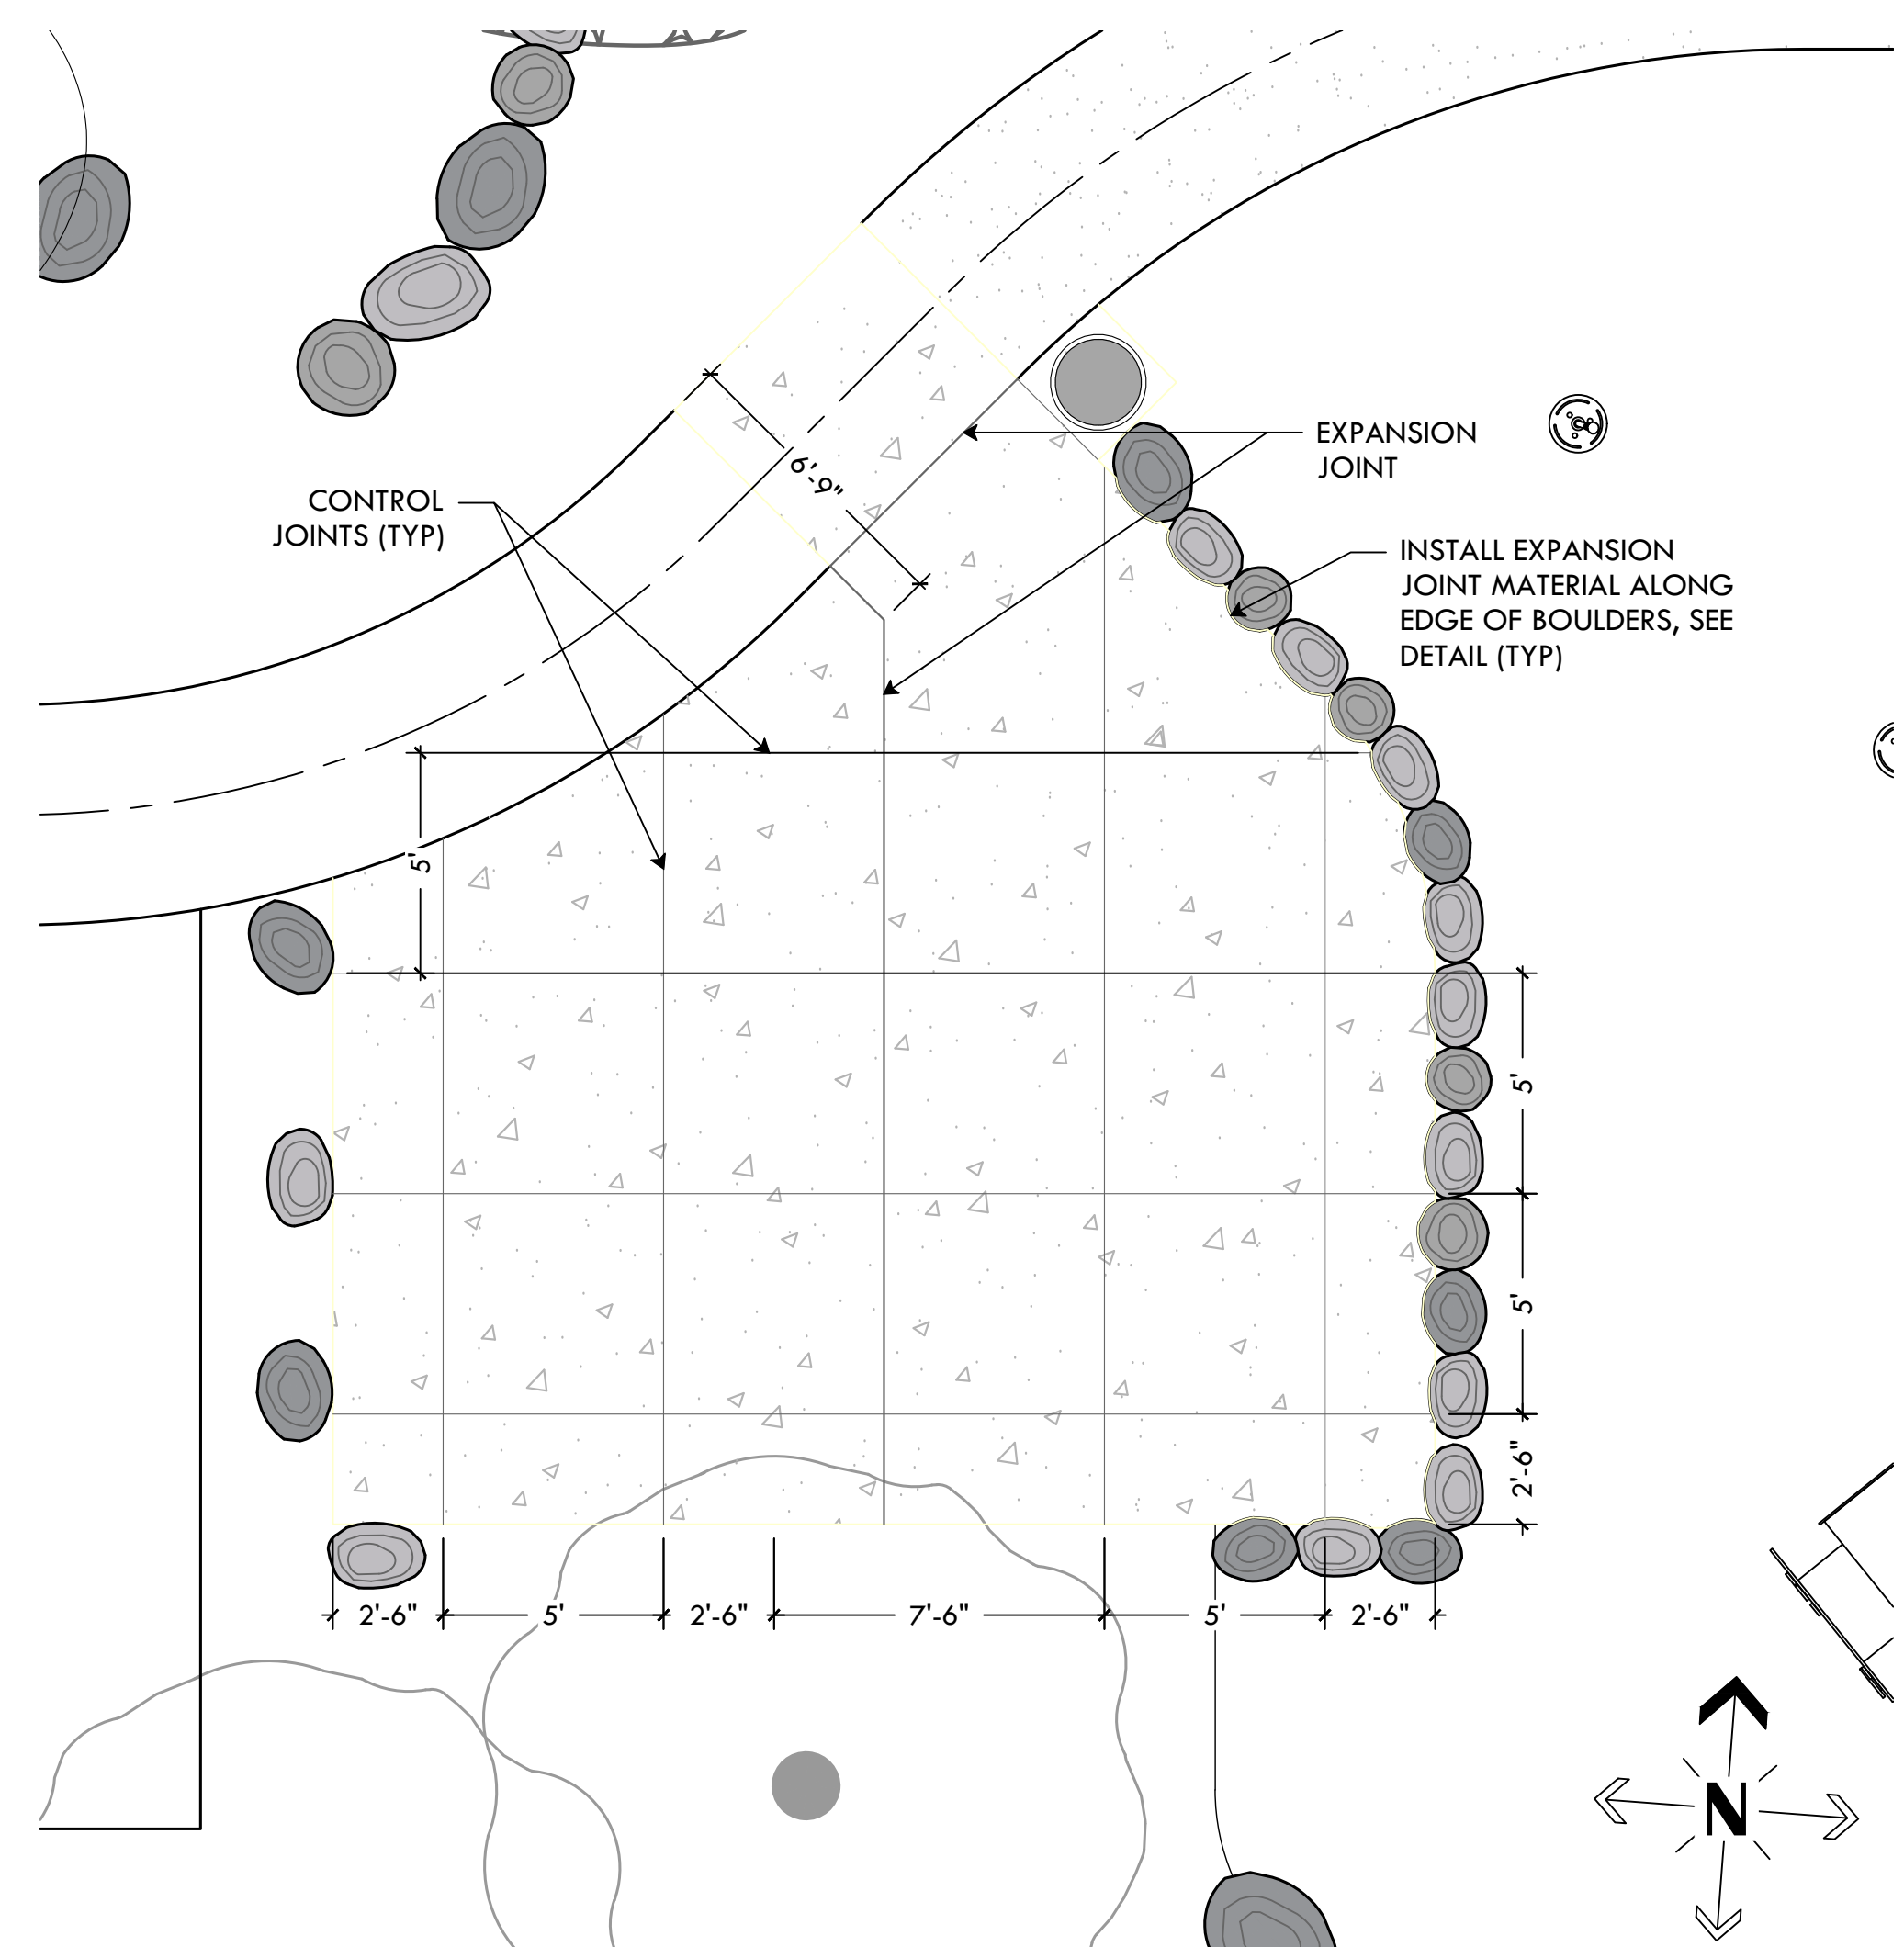 EXPANSION
JOINT
CONTROL
JOINTS (TYP)
6'-9"
INSTALL EXPANSION
JOINT MATERIAL ALONG
EDGE OF BOULDERS, SEE
DETAIL (TYP)
5'
5'
5'
2'-6"
2'-6" 5' 2'-6" 7'-6" 5' 2'-6"
N